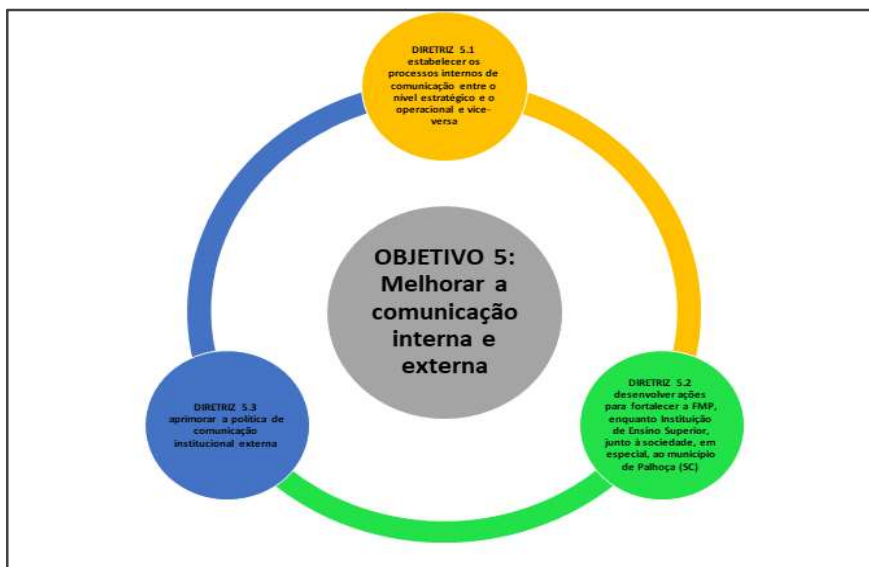 DIRETRIZ 5.1
estabelecer os
processos internos de
comunicação entre o
nível estratégico e o
operacional e vice-
versa
OBJETIVO 5:
Melhorar a
comunicação
interna e
externa
DIRETRIZ 5.2
desenvolver ações
para fortalecer a FMP,
enquanto Instituição
de Ensino Superior,
junto à sociedade, em
especial, ao município
de Palhoça (SC)
DIRETRIZ 5.3
aprimorar a política de
comunicação
institucional externa